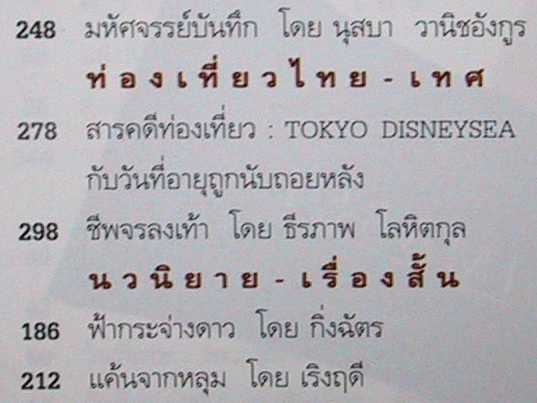 248 มหัศจรรย์บันทึก โดย นุสบา วานิชอังกูร
ท่องเที่ยวไทย - เทศ
278 สารคดีท่องเที่ยว : TOKYO DISNEYSEA
กับวันที่อายุถูกนับถอยหลัง
298 ชีพจรลงเท้า โดย ธีรภาพ โลหิตกุล
นวนิยาย - เรื่องสั้น
186 ฟ้ากระจ่างดาว โดย กิ่งฉัตร
212 แค้นจากหลุม โดย เริงฤดี